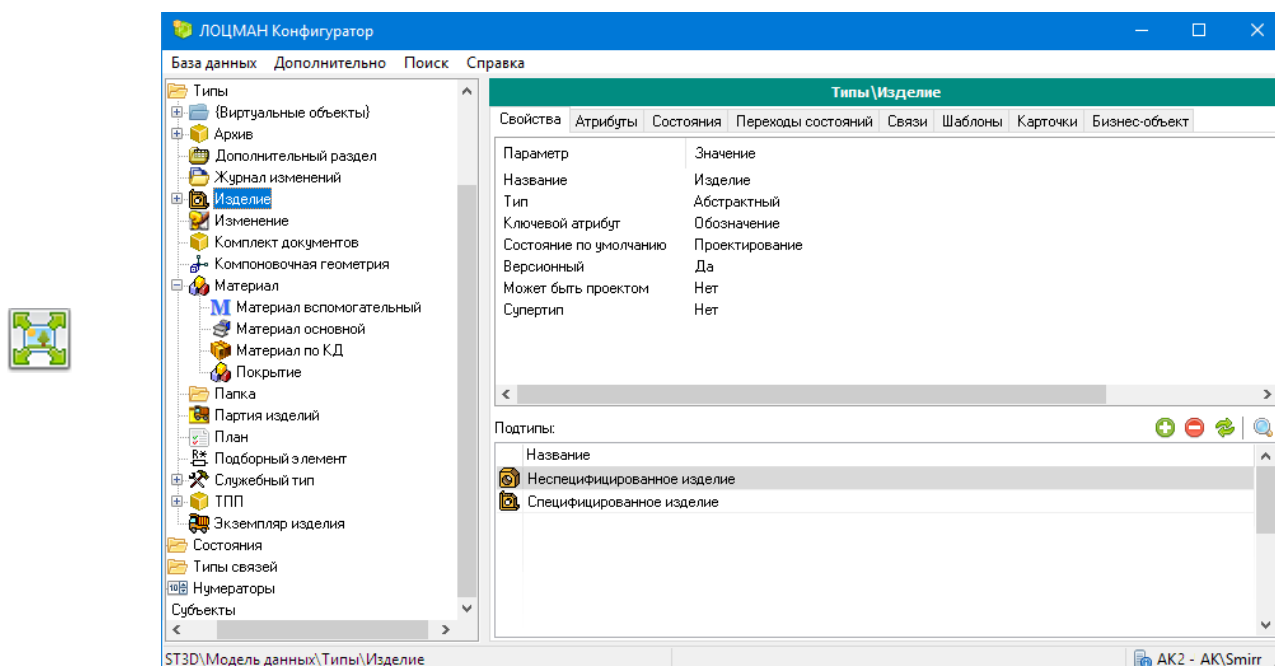 ЛОЦМАН Конфигуратор
База данных Дополнительно Поиск Справка
Типы
{Виртуальные объекты}
Архив
Дополнительный раздел
Журнал изменений
Изделие
Изменение
Комплект документов
Компоновочная геометрия
Материал
Материал вспомогательный
Материал основной
Материал по КД
Покрытие
Папка
Партия изделий
План
Подборный элемент
Служебный тип
ТПП
Экземпляр изделия
Состояния
Типы связей
Нумераторы
Субъекты
Типы\Изделие
Свойства Атрибуты Состояния Переходы состояний Связи Шаблоны Карточки Бизнес-объект
Параметр Значение
Название Изделие
Тип Абстрактный
Ключевой атрибут Обозначение
Состояние по умолчанию Проектирование
Версионный Да
Может быть проектом Нет
Супертип Нет
Подтипы:
Название
Неспецифицированное изделие
Специфицированное изделие
ST3D\Модель данных\Типы\Изделие
AK2 - AK\Smirr